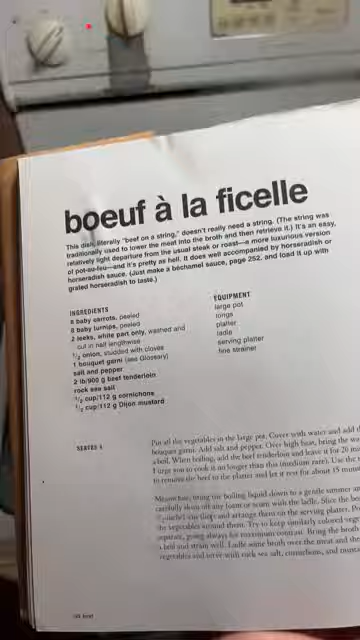 boeuf à la ficelle
This dish, literally "beef on a string," doesn't really need a string. (The string was
traditionally used to lower the meat into the broth and then retrieve it.) It's an easy,
relatively light departure from the usual steak or roast—a more luxurious version
of pot-au-feu—and it's pretty as hell. It does well accompanied by horseradish or
horseradish sauce. (Just make a béchamel sauce, page 252, and load it up with
grated horseradish to taste.)
INGREDIENTS
8 baby carrots, peeled
8 baby turnips, peeled
2 leeks, white part only, washed and
cut in half lengthwise
1/2 onion, studded with cloves
1 bouquet garni (see Glossary)
salt and pepper
2 lb/900 g beef tenderloin
rock sea salt
1/2 cup/112 g cornichons
1/2 cup/112 g Dijon mustard
EQUIPMENT
large pot
tongs
platter
ladle
serving platter
fine strainer
SERVES 4
Put all the vegetables in the large pot. Cover with water and add
bouquet garni. Add salt and pepper. Over high heat, bring the
a boil. When boiling, add the beef tenderloin and leave it for 20
I urge you to cook it no longer than this (medium rare). Use the
to remove the beef to the platter and let it rest for about 15
Meanwhile, bring the boiling liquid down to a gentle simmer
carefully skim off any foam or scum with the ladle. Slice the
slices and arrange them on the serving platter.
the vegetables around them. Try to keep similarly colored
separate, going always for maximum contrast. Bring the broth
a boil and strain well. Ladle some broth over the meat and
vegetables and serve with rock sea salt, cornichons, and